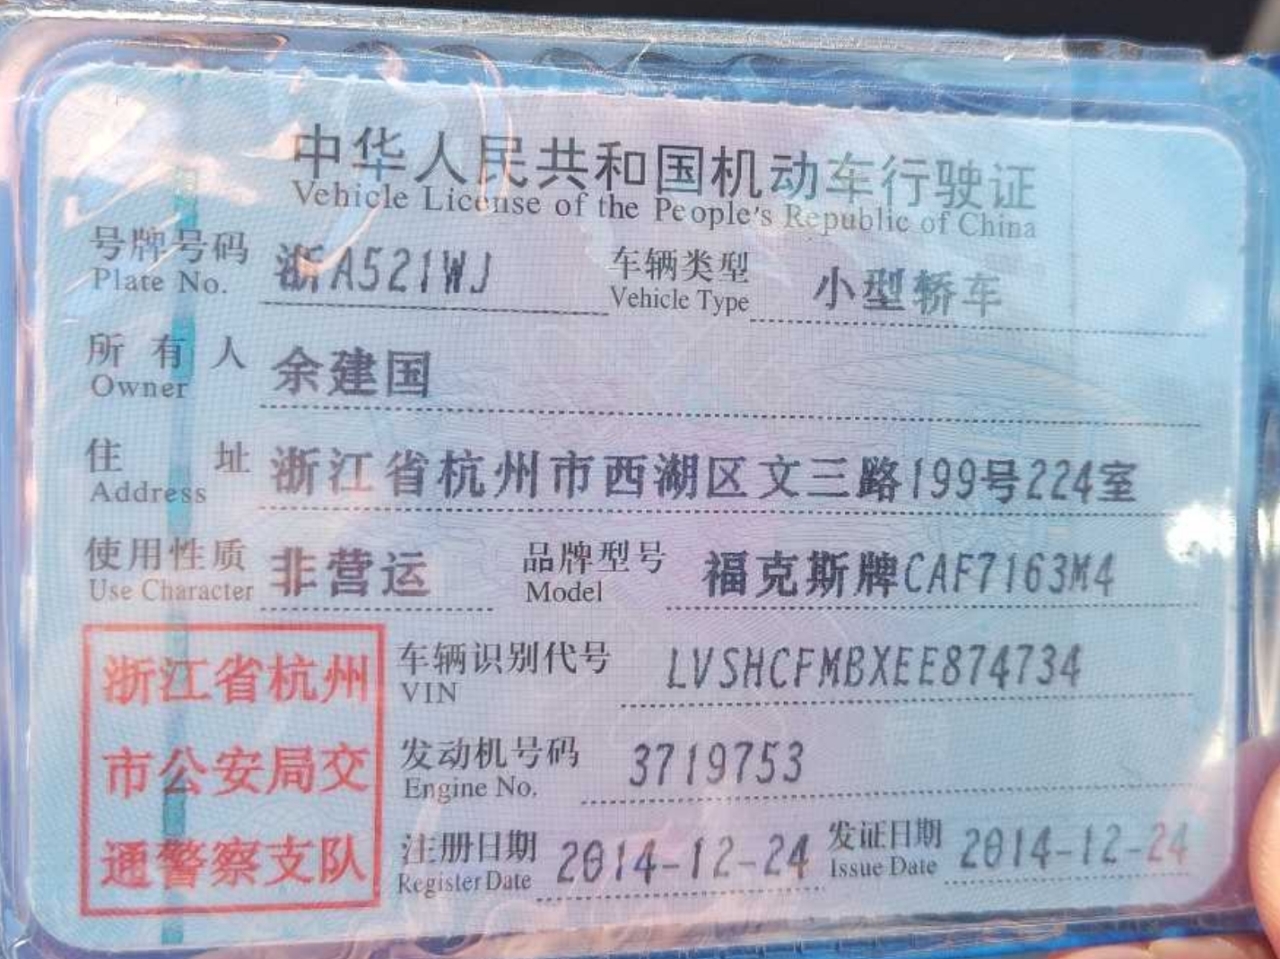 中华人民共和国机动车行驶证
Vehicle License of the People's Republic of China
号牌号码 浙A521WJ 车辆类型 小型轿车
Plate No. Vehicle Type
所有人 余建国
Owner
住址 浙江省杭州市西湖区文三路199号224室
Address
使用性质 非营运 品牌型号 福克斯牌CAF7163M4
Use Character Model
浙江省杭州
市公安局交
通警察支队
车辆识别代号 LVSHCFMBXEE874734
VIN
发动机号码 3719753
Engine No.
注册日期 2014-12-24 发证日期 2014-12-24
Register Date Issue Date